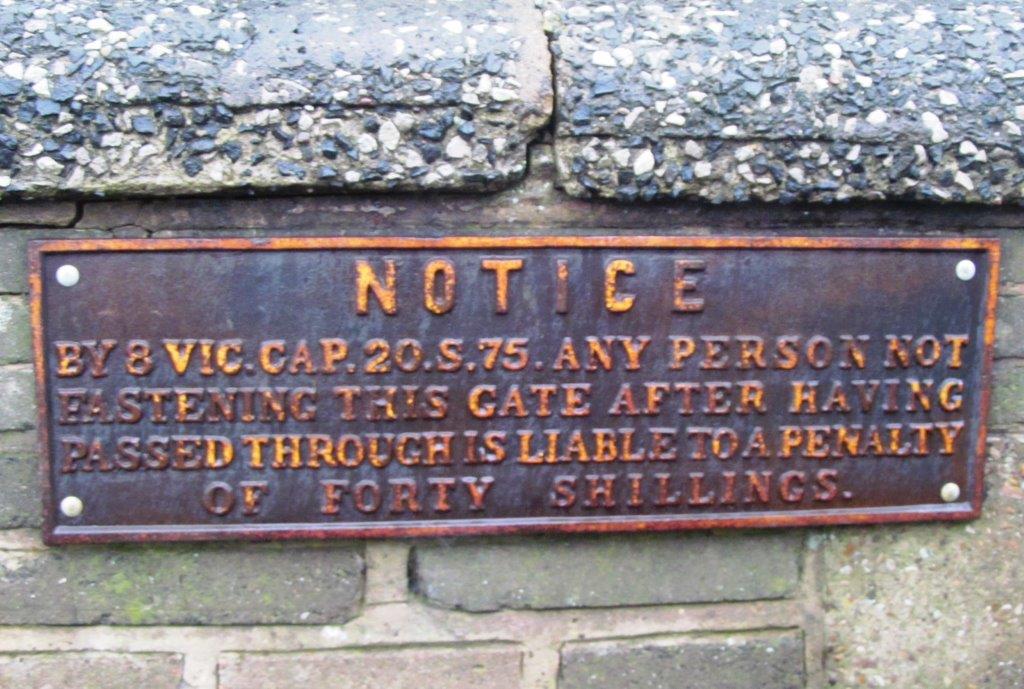 NOTICE
BY 8 VIC. CAP. 20. S. 75. ANY PERSON NOT
FASTENING THIS GATE AFTER HAVING
PASSED THROUGH IS LIABLE TO A PENALTY
OF FORTY SHILLINGS.